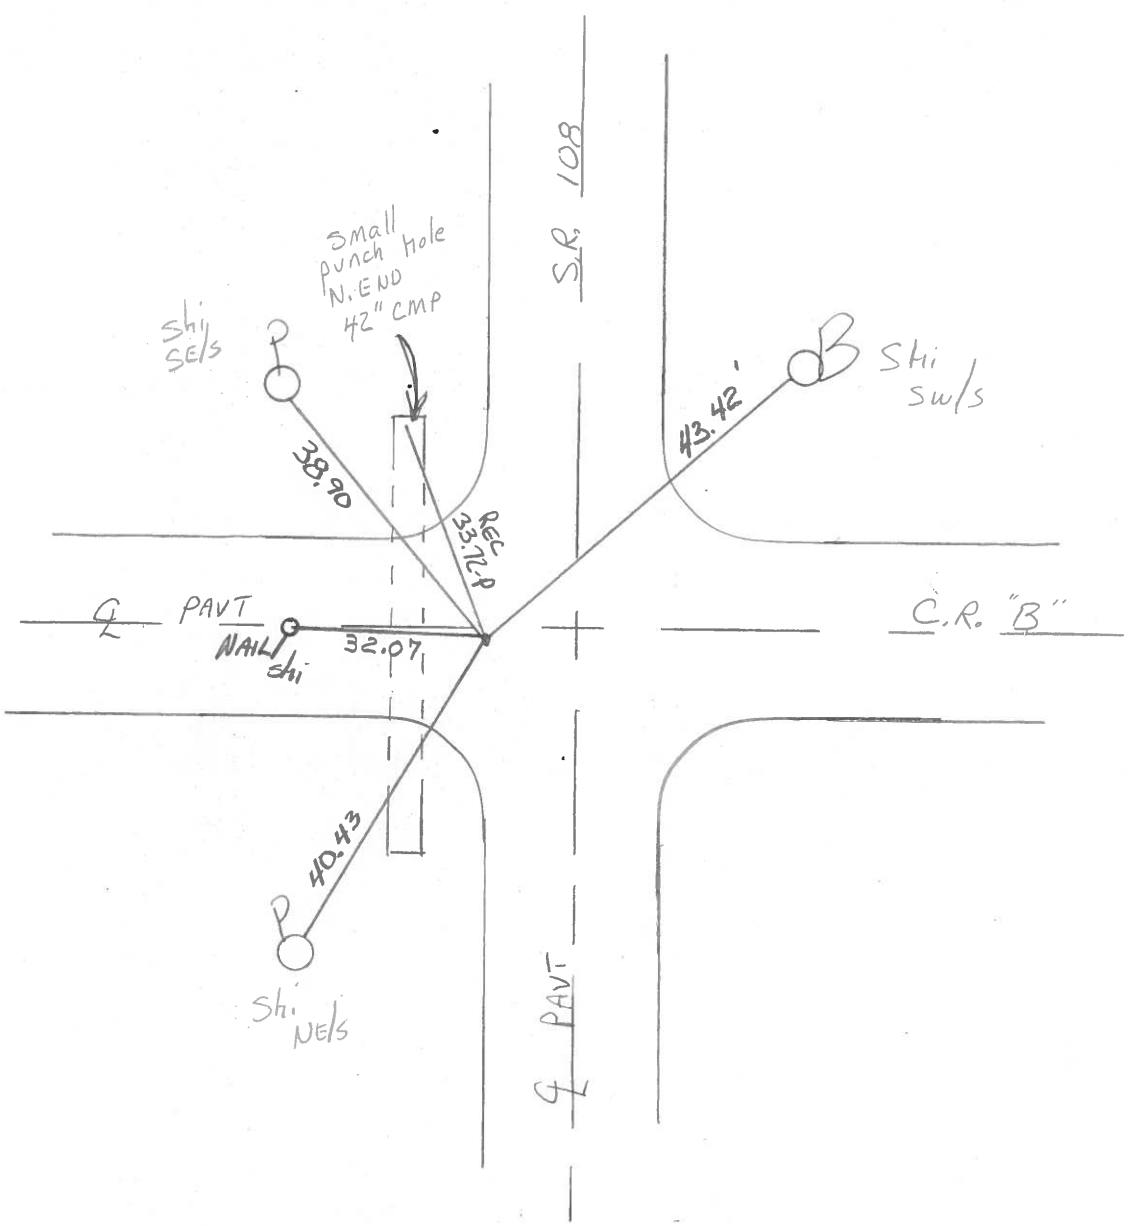 S.R. 108
small
punch Hole
N. END
42" CMP
Shi
SE/s
P
B
SHi
SW/s
43.42'
38.90
REC
33.72-P
C.R. "B"
℄ PAVT
NAIL
Shi
32.07
40.43
P
Shi
NE/s
℄ PAVT